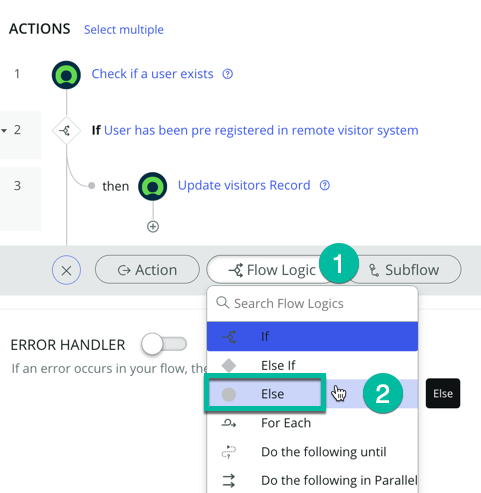 ACTIONS Select multiple
1 Check if a user exists ?
2 If User has been pre registered in remote visitor system
3 then Update visitors Record ?
Action Flow Logic 1 Subflow
Search Flow Logics
If
ERROR HANDLER
Else If
If an error occurs in your flow, the
Else 2 Else
For Each
Do the following until
Do the following in Parallel